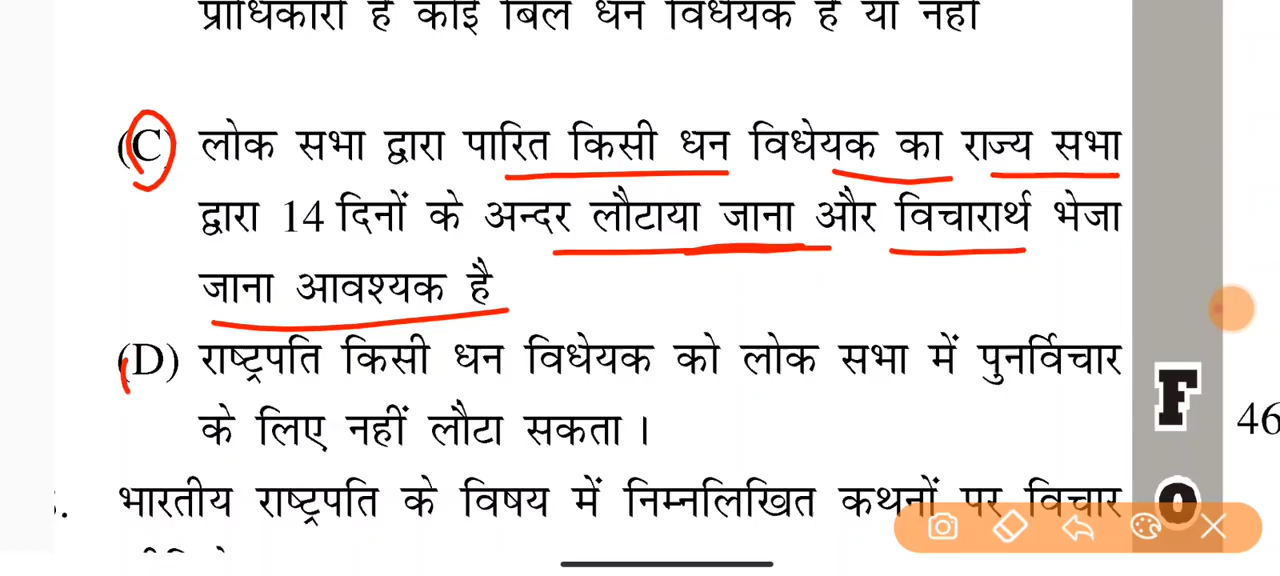 प्राधिकारी है कोई बिल धन विधेयक है या नहीं
(C) लोक सभा द्वारा पारित किसी धन विधेयक का राज्य सभा
द्वारा 14 दिनों के अन्दर लौटाया जाना और विचारार्थ भेजा
जाना आवश्यक है
(D) राष्ट्रपति किसी धन विधेयक को लोक सभा में पुनर्विचार
के लिए नहीं लौटा सकता ।
भारतीय राष्ट्रपति के विषय में निम्नलिखित कथनों पर विचार
F
46
O